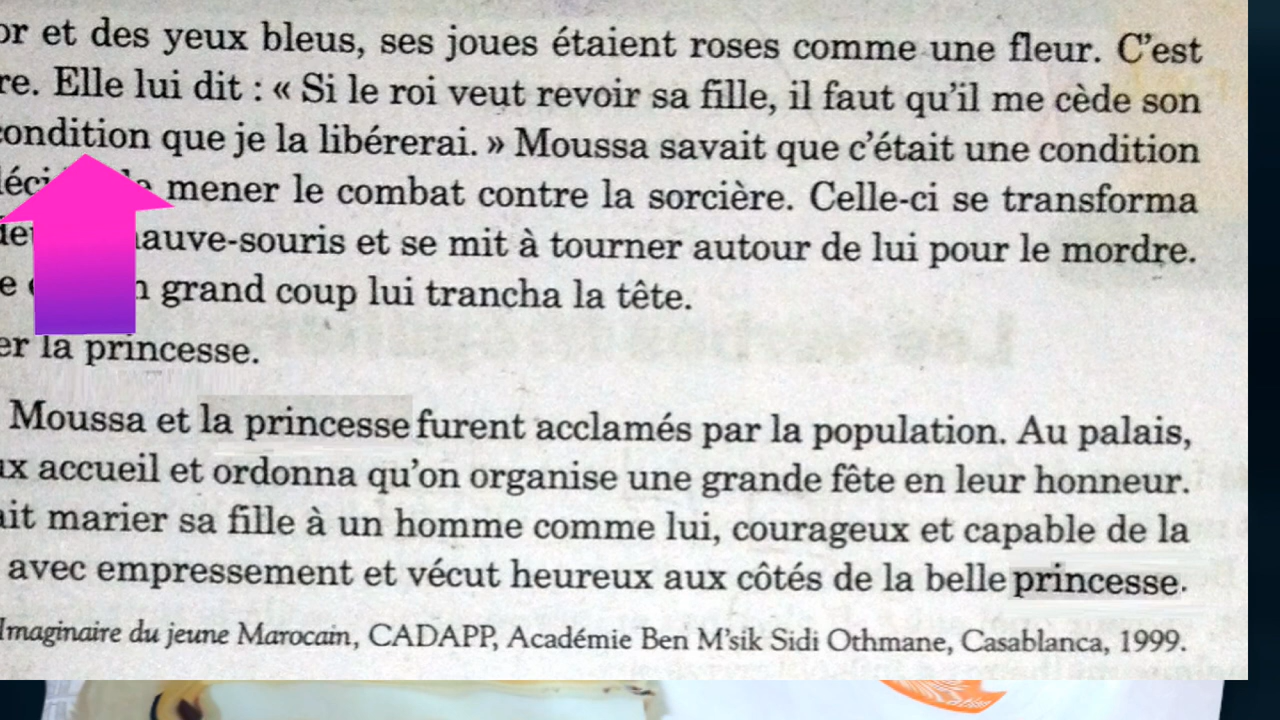 or et des yeux bleus, ses joues étaient roses comme une fleur. C'est
re. Elle lui dit : « Si le roi veut revoir sa fille, il faut qu'il me cède son
condition que je la libérerai. » Moussa savait que c'était une condition
mener le combat contre la sorcière. Celle-ci se transforma
auve-souris et se mit à tourner autour de lui pour le mordre.
grand coup lui trancha la tête.
er la princesse.
Moussa et la princesse furent acclamés par la population. Au palais,
ux accueil et ordonna qu'on organise une grande fête en leur honneur.
ait marier sa fille à un homme comme lui, courageux et capable de la
avec empressement et vécut heureux aux côtés de la belle princesse.
Imaginaire du jeune Marocain, CADAPP, Académie Ben M'sik Sidi Othmane, Casablanca, 1999.